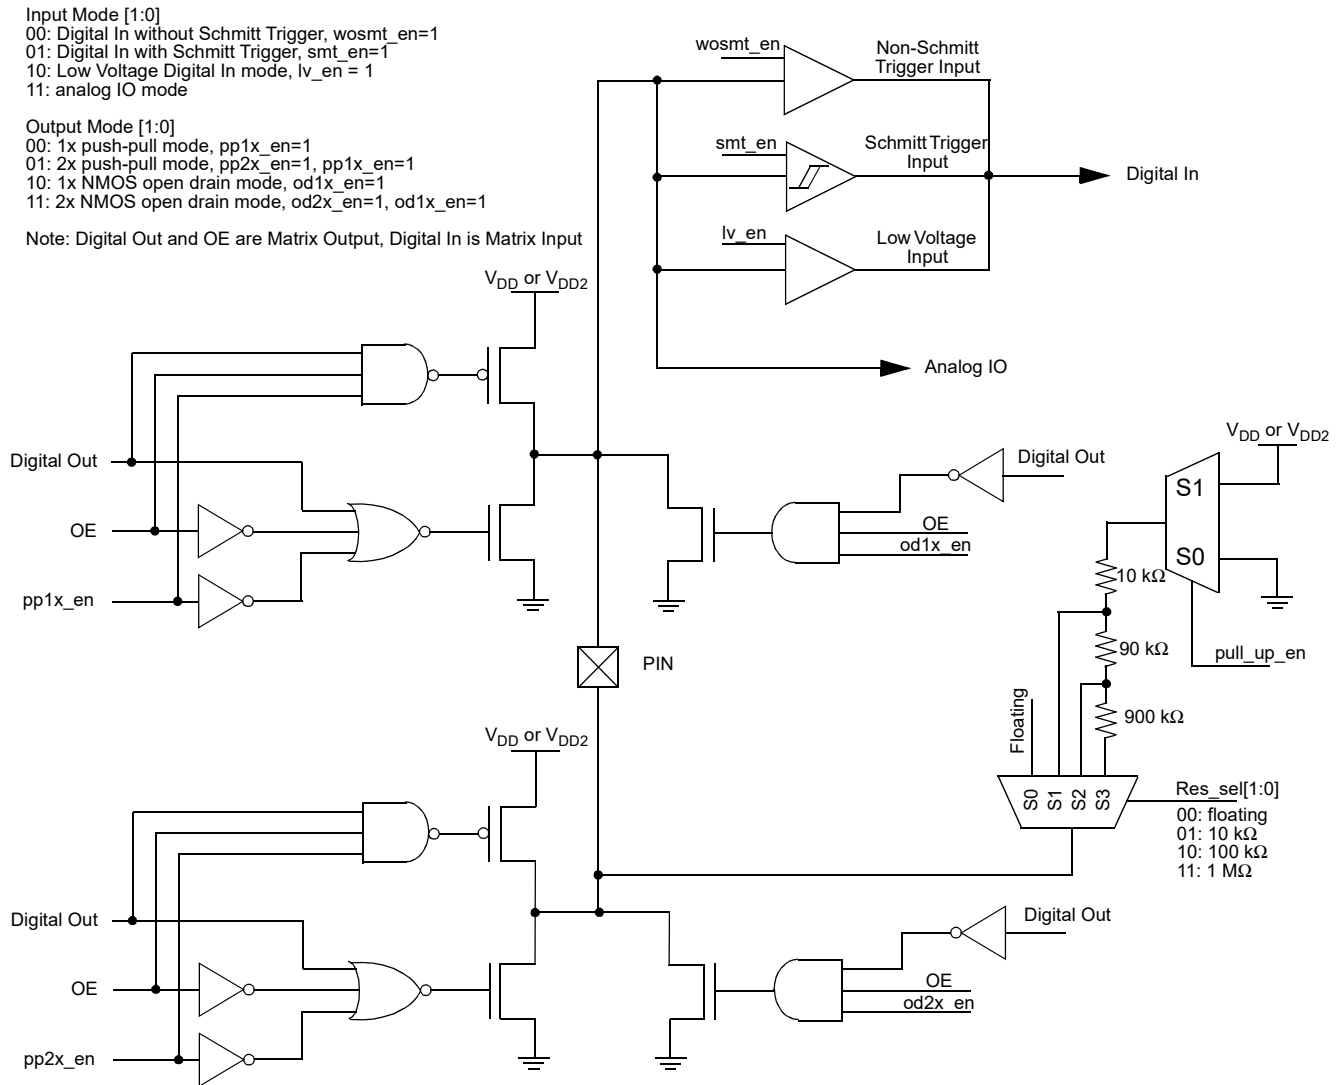 Input Mode [1:0]
00: Digital In without Schmitt Trigger, wosmt_en=1
01: Digital In with Schmitt Trigger, smt_en=1
10: Low Voltage Digital In mode, lv_en = 1
11: analog IO mode
Output Mode [1:0]
00: 1x push-pull mode, pp1x_en=1
01: 2x push-pull mode, pp2x_en=1, pp1x_en=1
10: 1x NMOS open drain mode, od1x_en=1
11: 2x NMOS open drain mode, od2x_en=1, od1x_en=1
Note: Digital Out and OE are Matrix Output, Digital In is Matrix Input
wosmt_en
Non-Schmitt
Trigger Input
smt_en
Schmitt Trigger
Input
Digital In
lv_en
Low Voltage
Input
Analog IO
VDD or VDD2
Digital Out
OE
pp1x_en
Digital Out
OE
od1x_en
VDD or VDD2
S1
S0
pull_up_en
10 kΩ
90 kΩ
900 kΩ
Floating
S0
S1
S2
S3
Res_sel[1:0]
00: floating
01: 10 kΩ
10: 100 kΩ
11: 1 MΩ
PIN
VDD or VDD2
Digital Out
OE
pp2x_en
Digital Out
OE
od2x_en